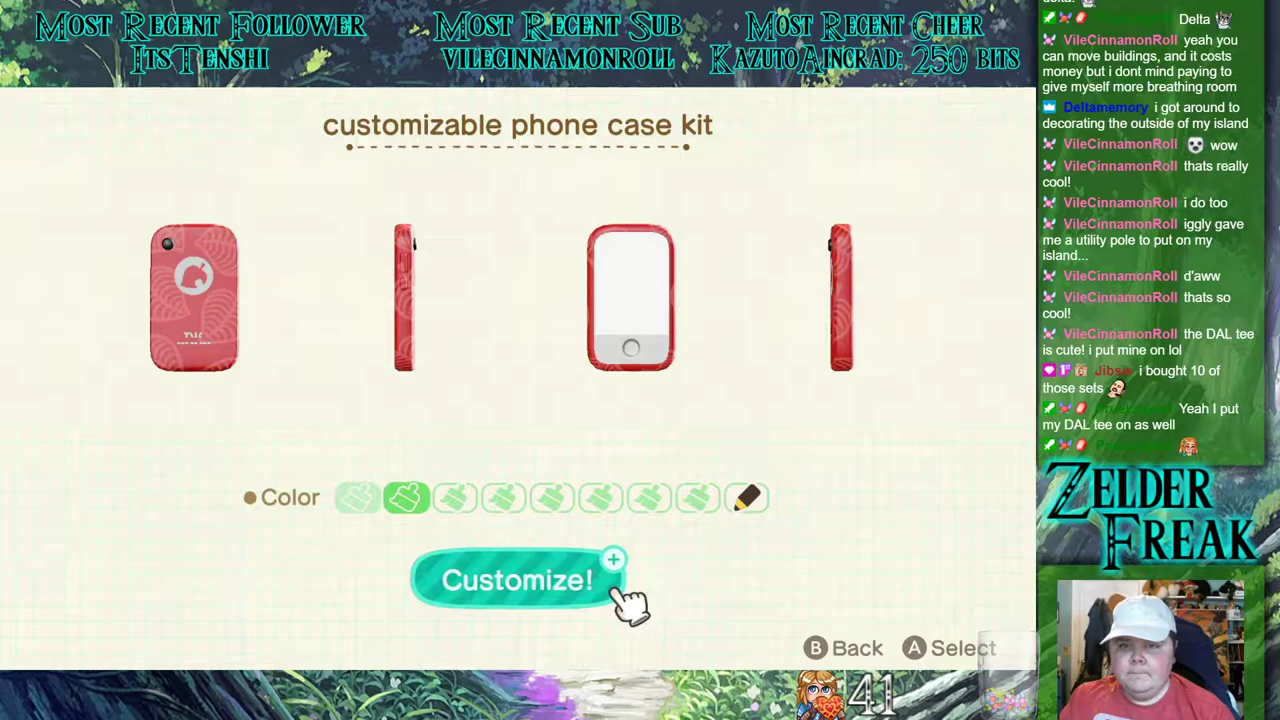 Most Recent Follower
ItsTenshi
Most Recent Sub
vilecinnamonroll
Most Recent Cheer
KazutoAincrad: 250 bits
customizable phone case kit
Color
Customize!
B Back
A Select
41
Delta
VileCinnamonRoll yeah you
can move buildings, and it costs
money but i dont mind paying to
give myself more breathing room
Deltamemory i got around to
decorating the outside of my island
VileCinnamonRoll wow
VileCinnamonRoll thats really
cool!
VileCinnamonRoll i do too
VileCinnamonRoll iggly gave
me a utility pole to put on my
island...
VileCinnamonRoll d'aww
VileCinnamonRoll thats so
cool!
VileCinnamonRoll the DAL tee
is cute! i put mine on lol
Jibsie i bought 10 of
those sets
Yeah I put
my DAL tee on as well
Zelder
Freak